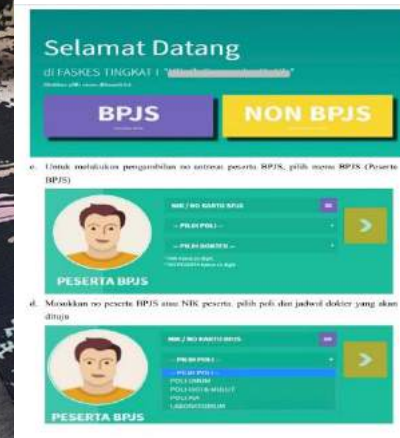 Selamat Datang
di FASKES TINGKAT I
BPJS
NON BPJS
c. Untuk melakukan pengambilan no antrean peserta BPJS, pilih menu BPJS (Peserta
BPJS)
NIK / NO KARTU BPJS
-- PILIH POLI --
-- PILIH DOKTER --
PESERTA BPJS
d. Masukkan no peserta BPJS atau NIK peserta, pilih poli dan jadwal dokter yang akan
dituju
NIK / NO KARTU BPJS
-- PILIH POLI --
-- PILIH POLI --
POLI UMUM
POLI GIGI & MULUT
POLI KIA
LABORATORIUM
PESERTA BPJS